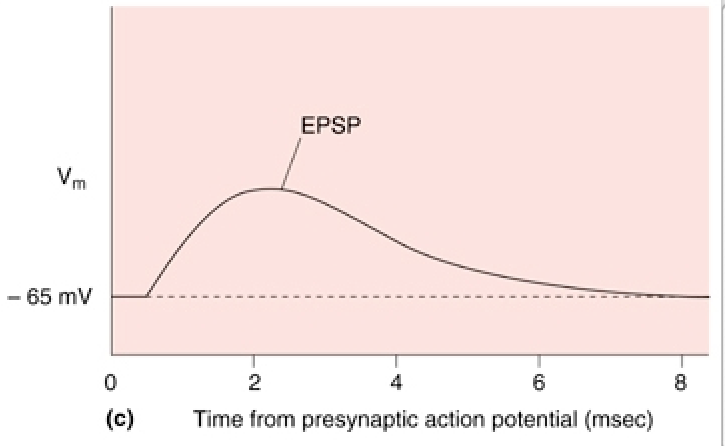 EPSP
Vm
– 65 mV
0 2 4 6 8
(c) Time from presynaptic action potential (msec)